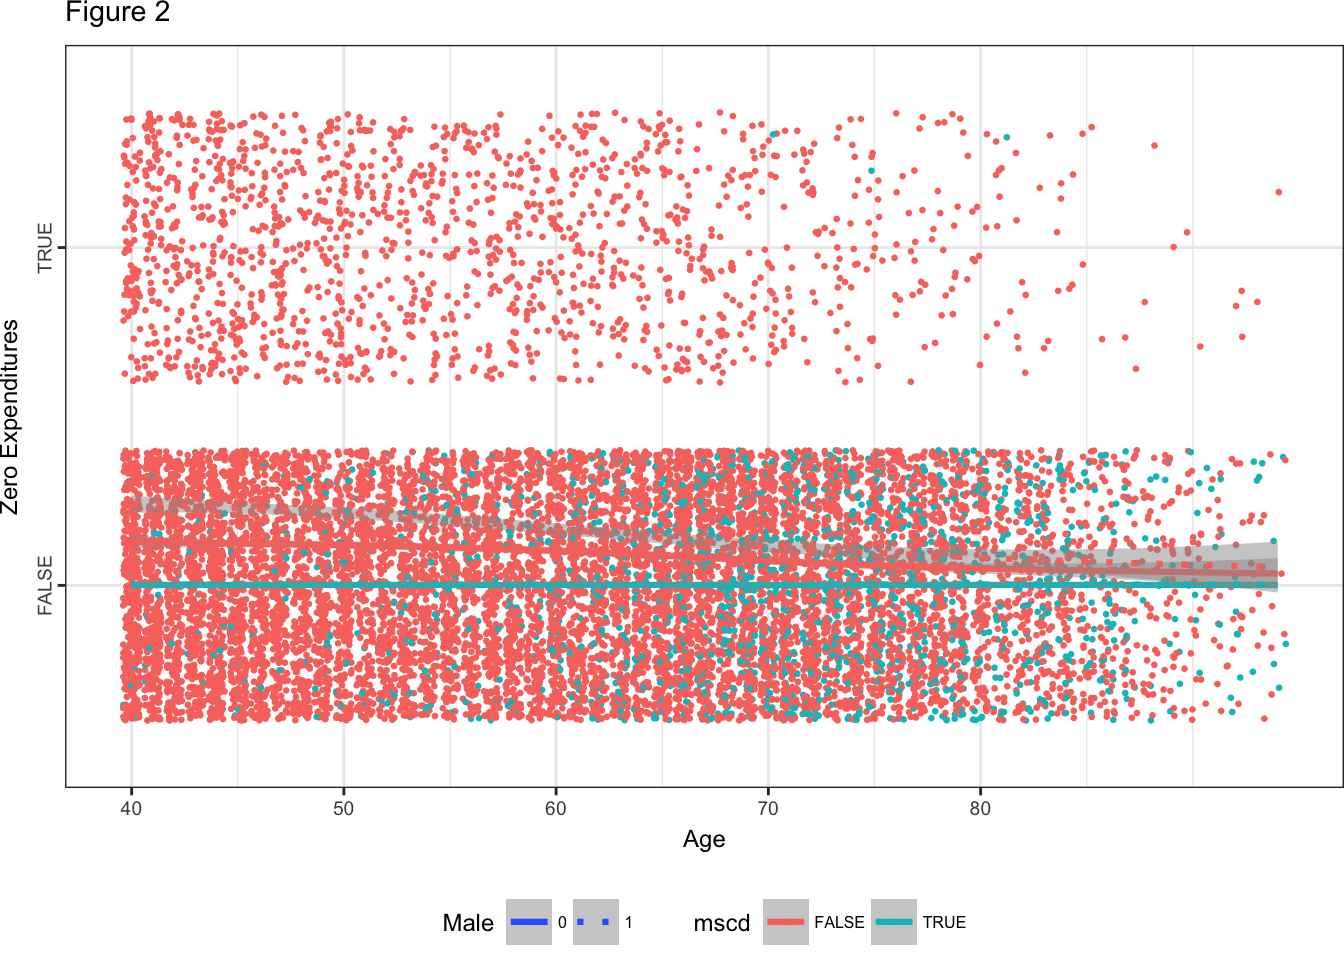 Figure 2
Zero Expenditures
TRUE
FALSE
40 50 60 70 80
Age
Male 0 1 mscd FALSE TRUE